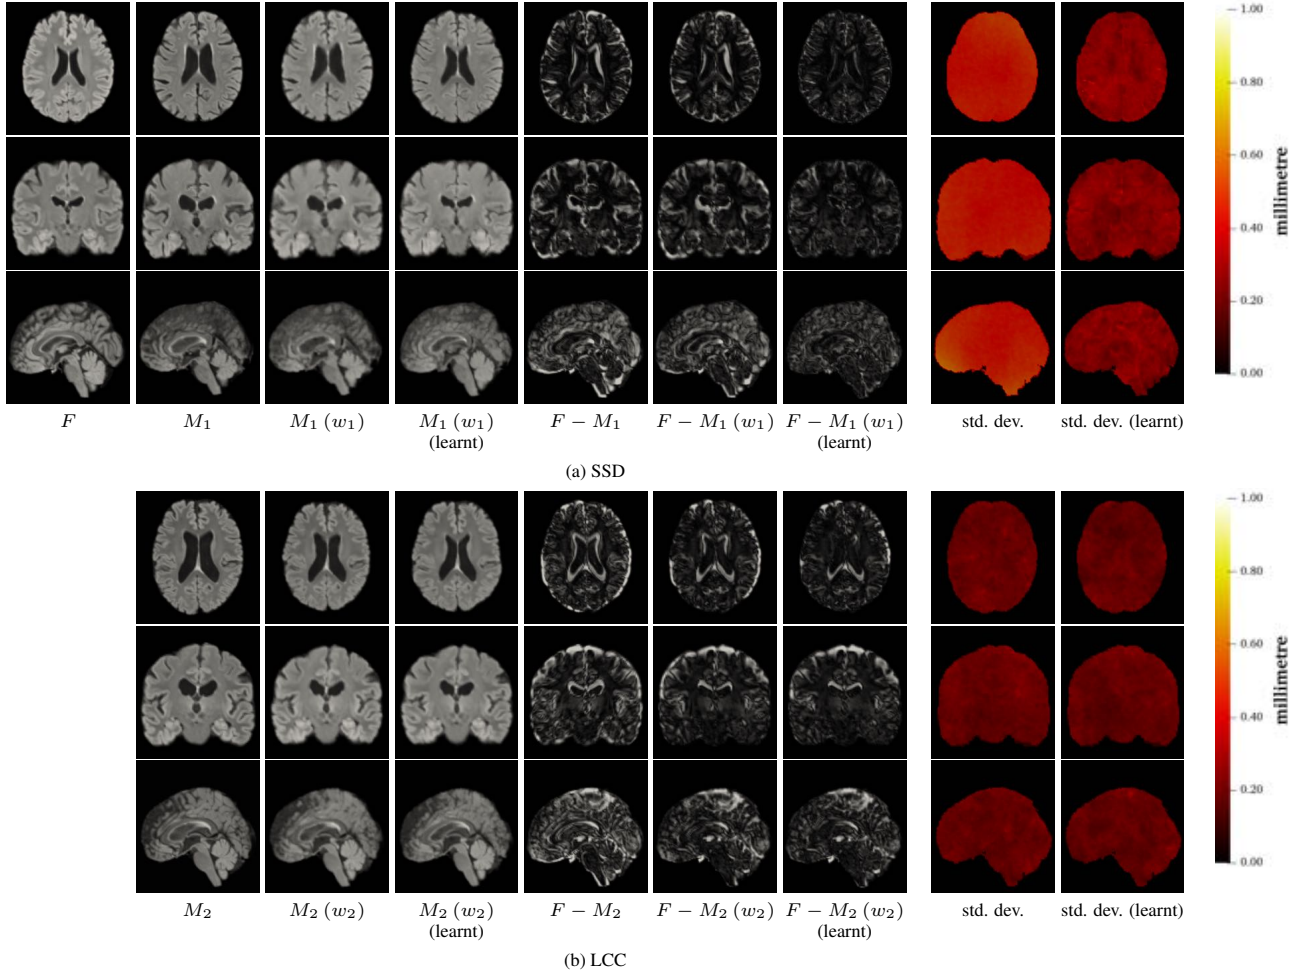 1.00
0.80
0.60
0.40
0.20
0.00
millimetre
F
M₁
M₁ (w₁)
M₁ (w₁)
(learnt)
F − M₁
F − M₁ (w₁)
F − M₁ (w₁)
(learnt)
std. dev.
std. dev. (learnt)
(a) SSD
1.00
0.80
0.60
0.40
0.20
0.00
millimetre
M₂
M₂ (w₂)
M₂ (w₂)
(learnt)
F − M₂
F − M₂ (w₂)
F − M₂ (w₂)
(learnt)
std. dev.
std. dev. (learnt)
(b) LCC